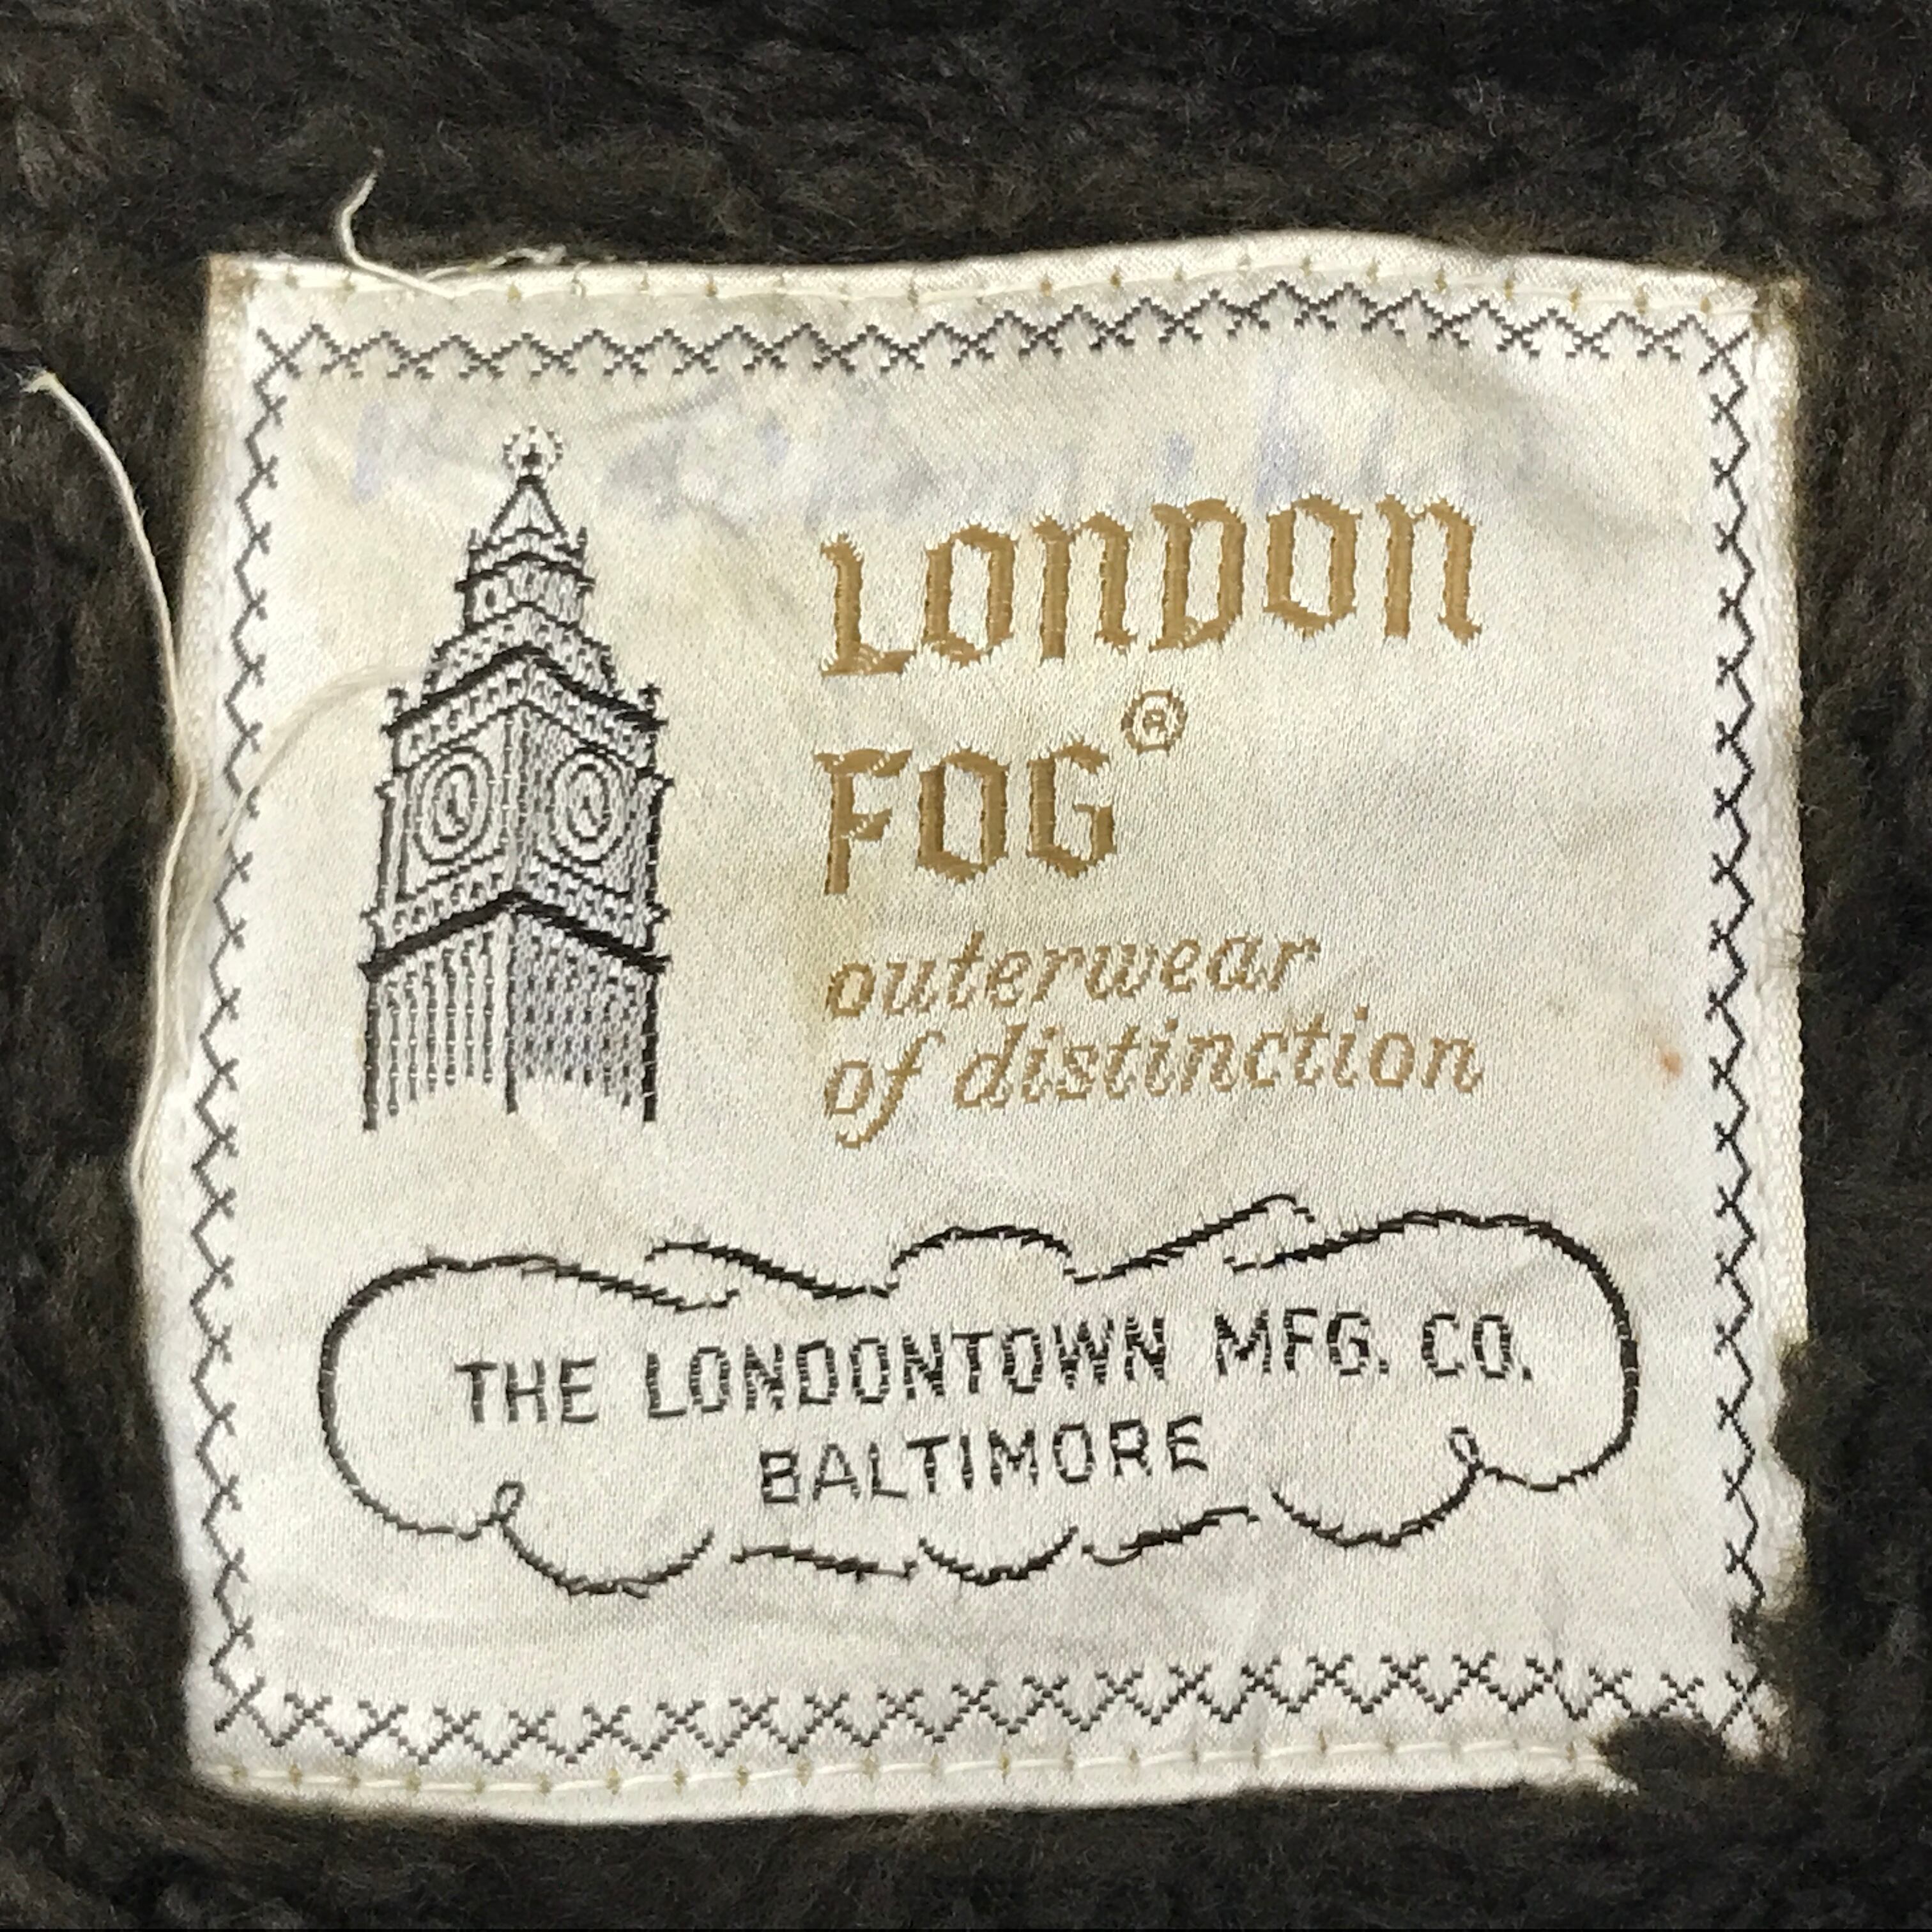 LONDON
FOG®
outerwear
of distinction
THE LONDONTOWN MFG. CO.
BALTIMORE